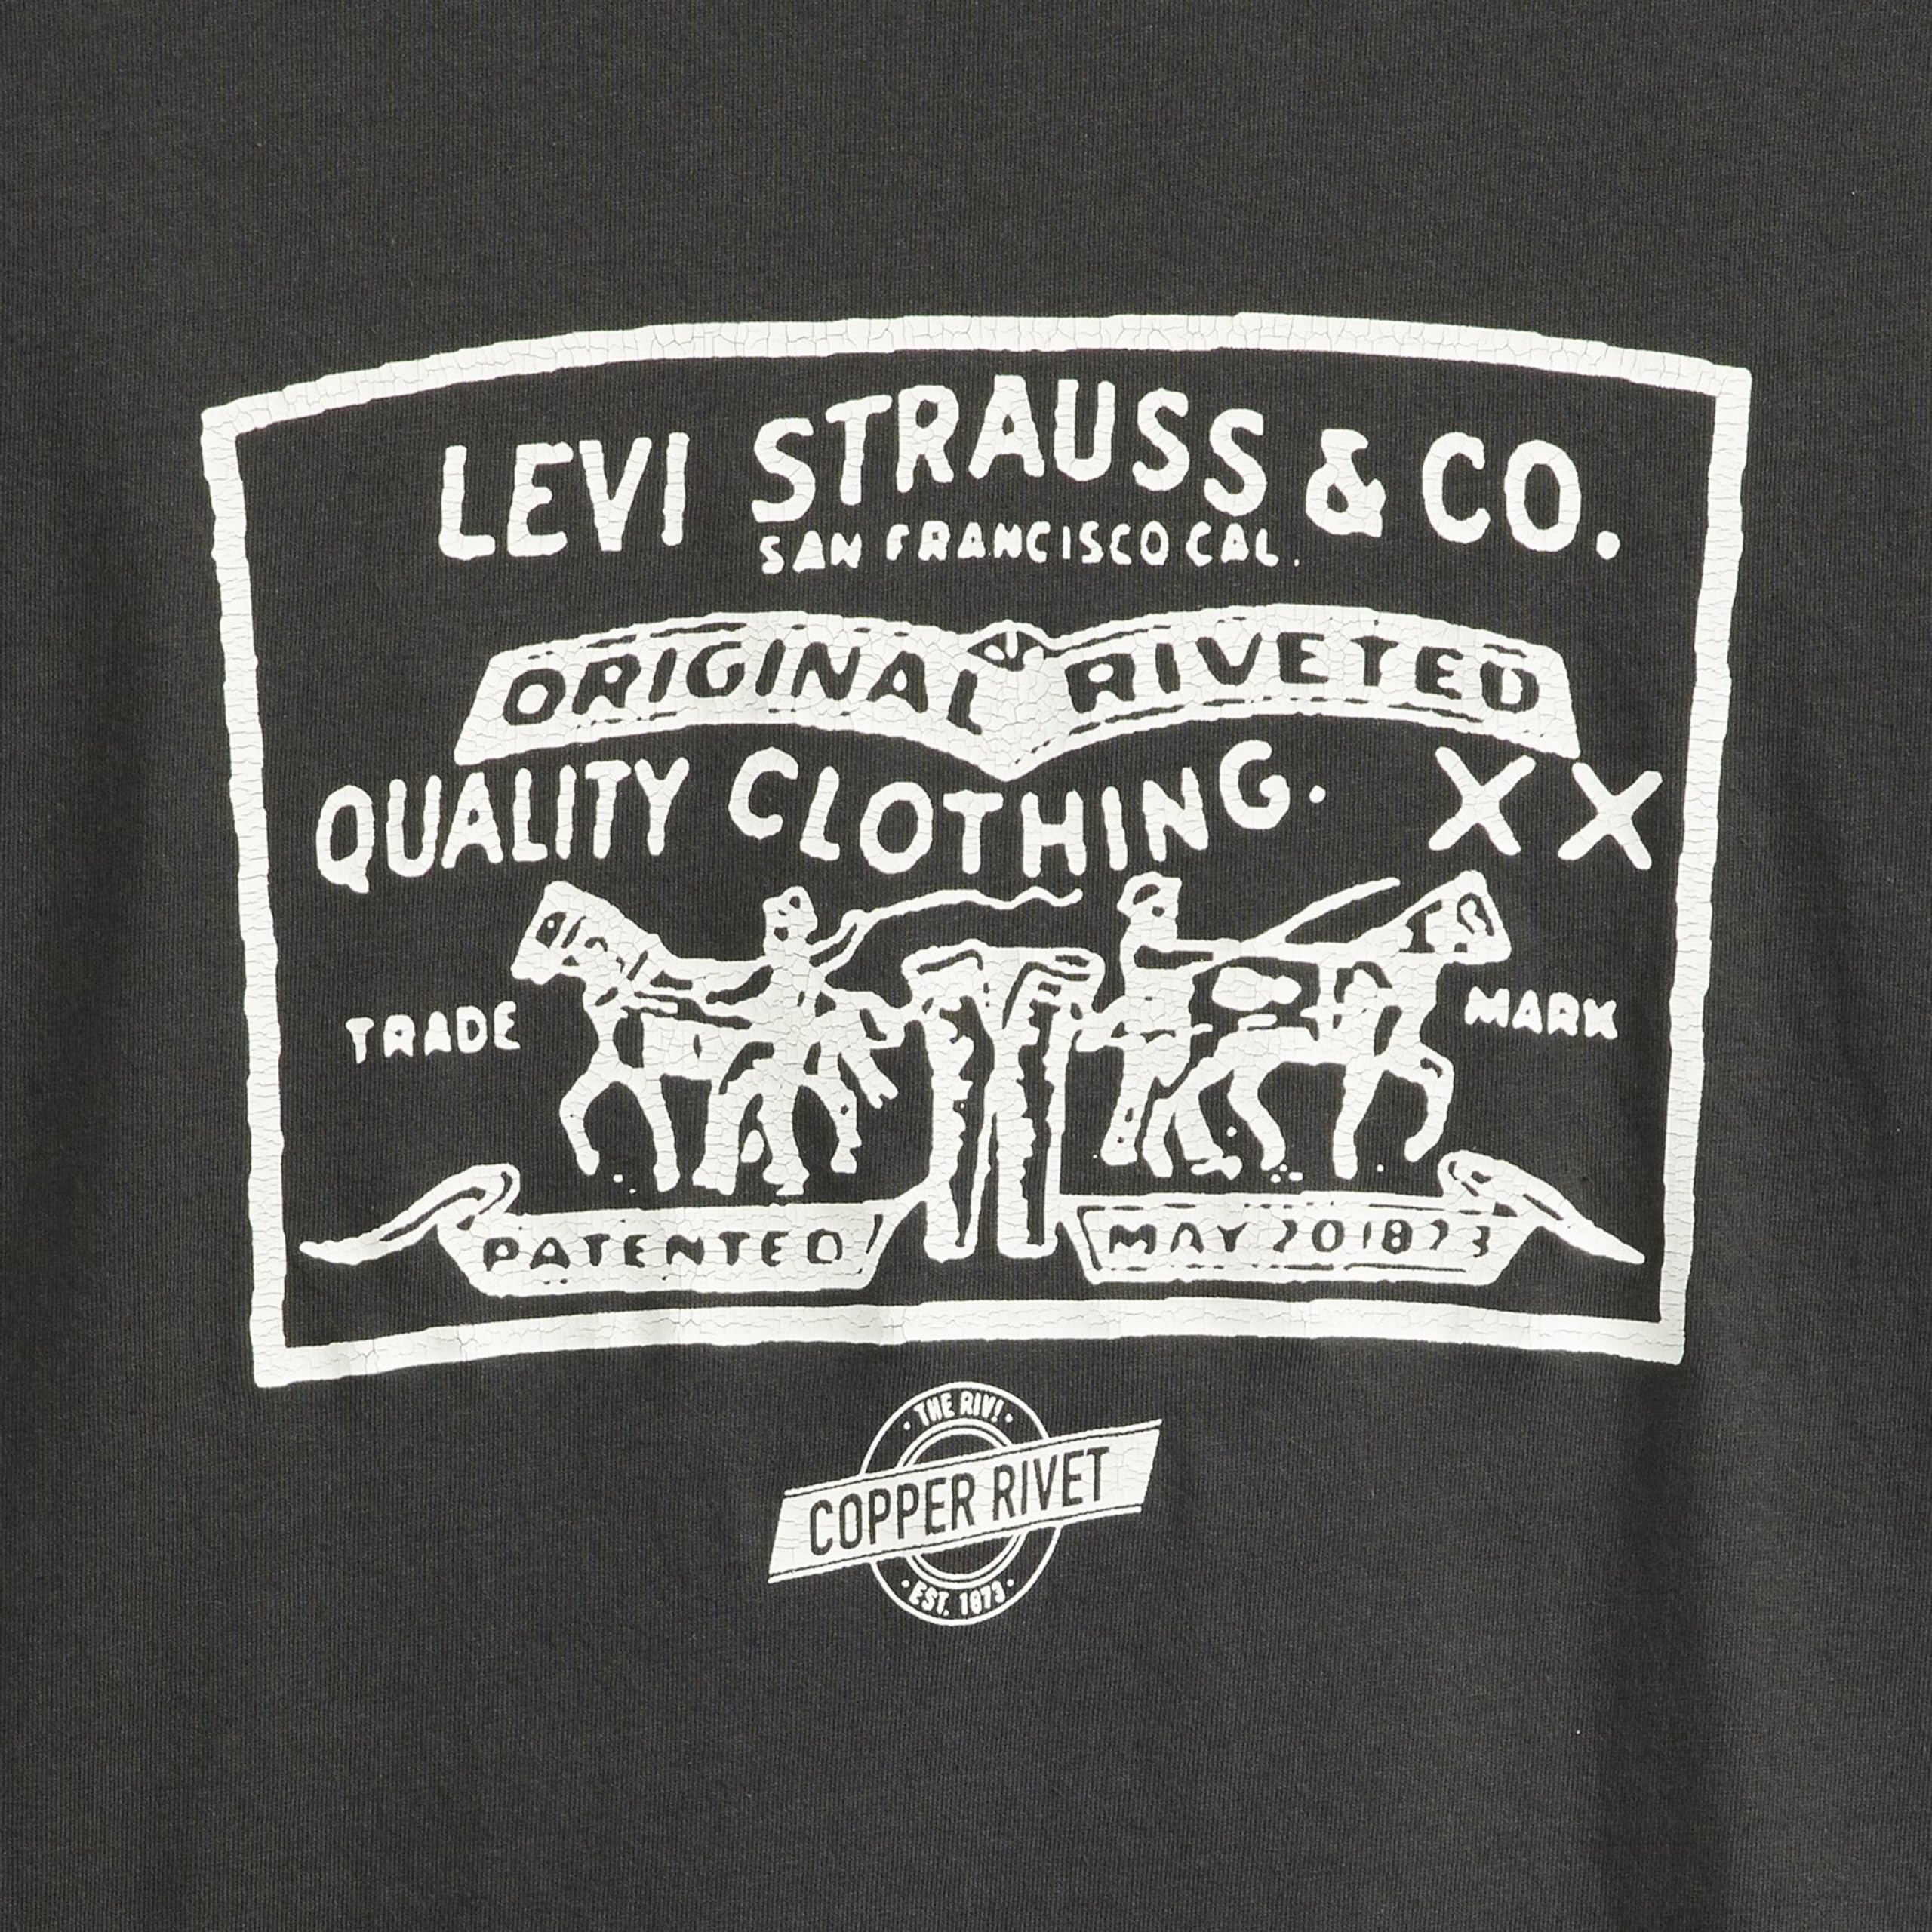 LEVI STRAUSS & CO.
SAN FRANCISCO CAL.
ORIGINAL RIVETED
QUALITY CLOTHING. XX
TRADE MARK
PATENTED MAY 20 1873
· THE RIV! ·
COPPER RIVET
· EST. 1873 ·